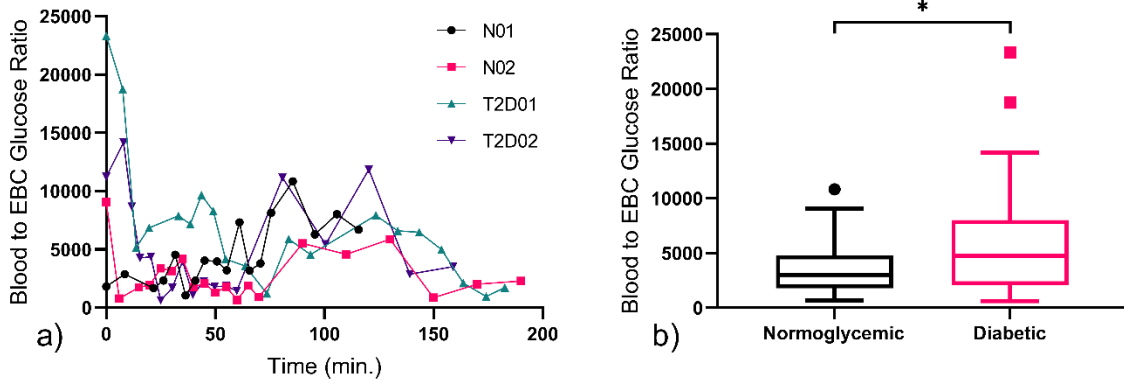 Blood to EBC Glucose Ratio
25000
20000
15000
10000
5000
0
0
50
100
150
200
Time (min.)
N01
N02
T2D01
T2D02
a)
*
Blood to EBC Glucose Ratio
25000
20000
15000
10000
5000
0
Normoglycemic
Diabetic
b)